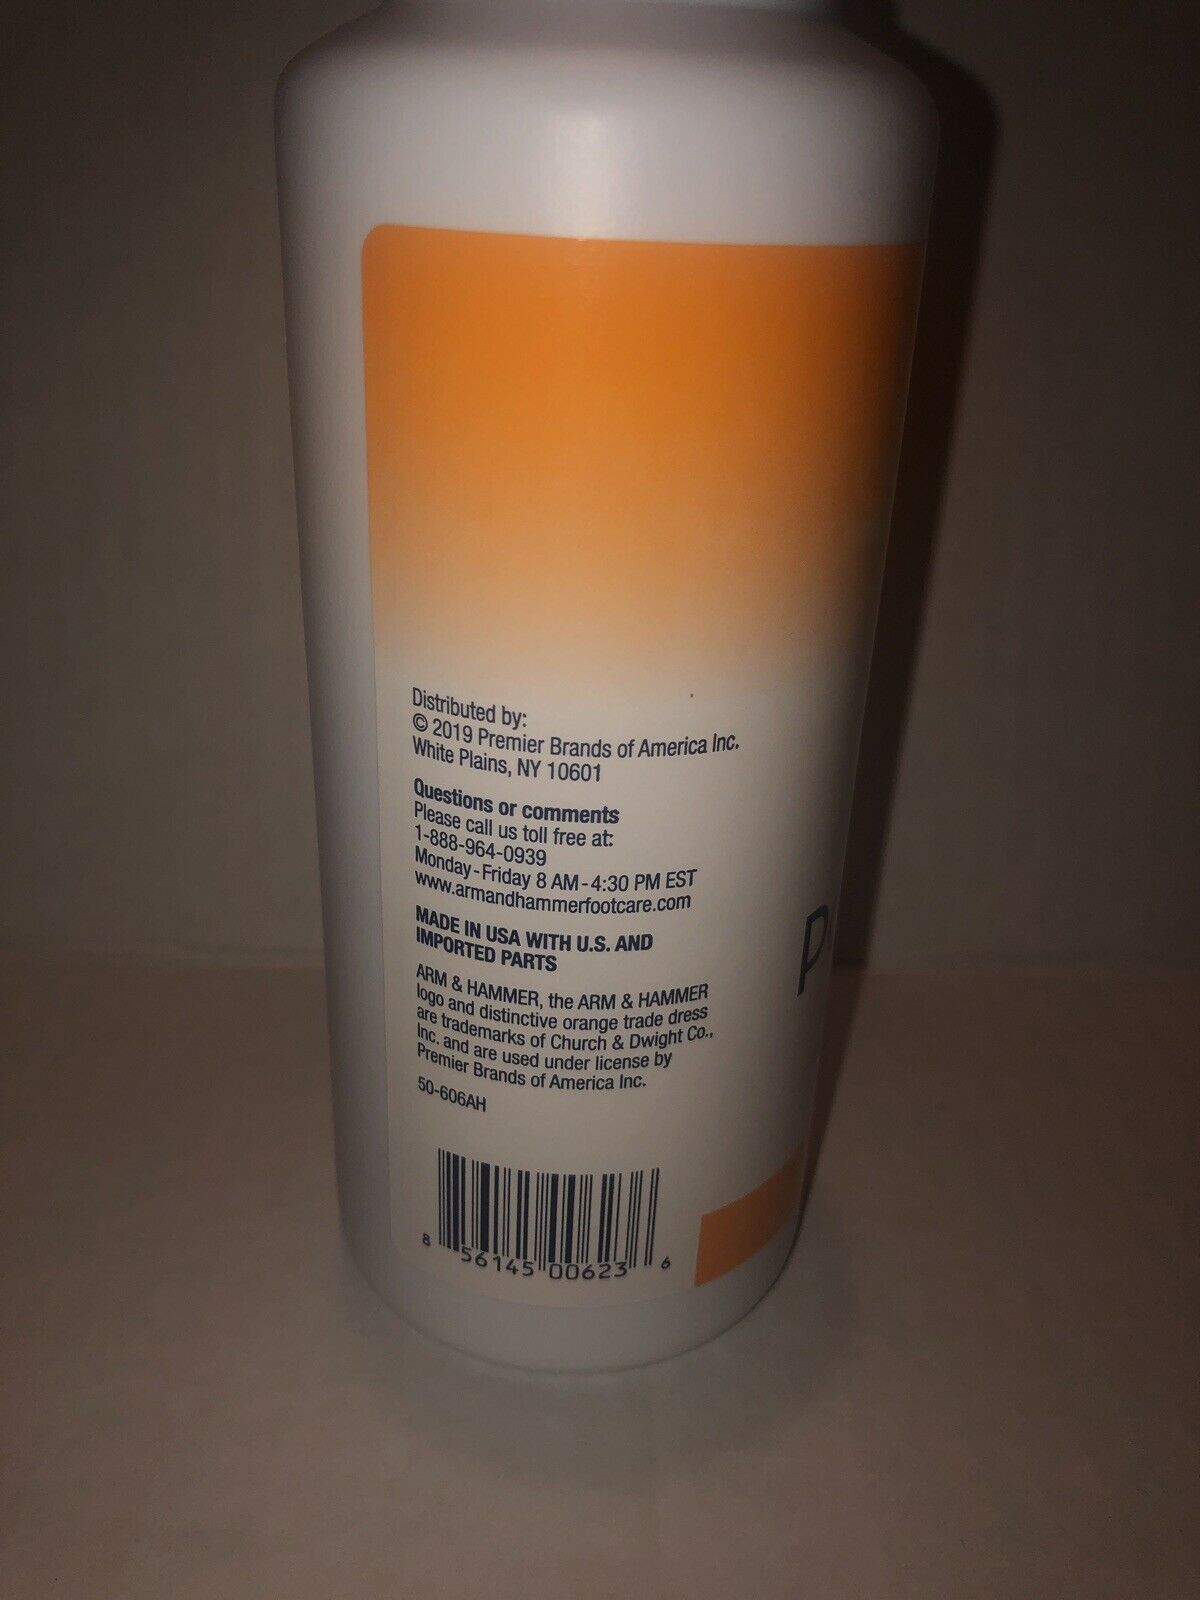 Distributed by:
© 2019 Premier Brands of America Inc.
White Plains, NY 10601
Questions or comments
Please call us toll free at:
1-888-964-0939
Monday-Friday 8 AM-4:30 PM EST
www.armandhammerfootcare.com
MADE IN USA WITH U.S. AND
IMPORTED PARTS
ARM & HAMMER, the ARM & HAMMER
logo and distinctive orange trade dress
are trademarks of Church & Dwight Co.,
Inc. and are used under license by
Premier Brands of America Inc.
50-606AH
8 56145 00623 6